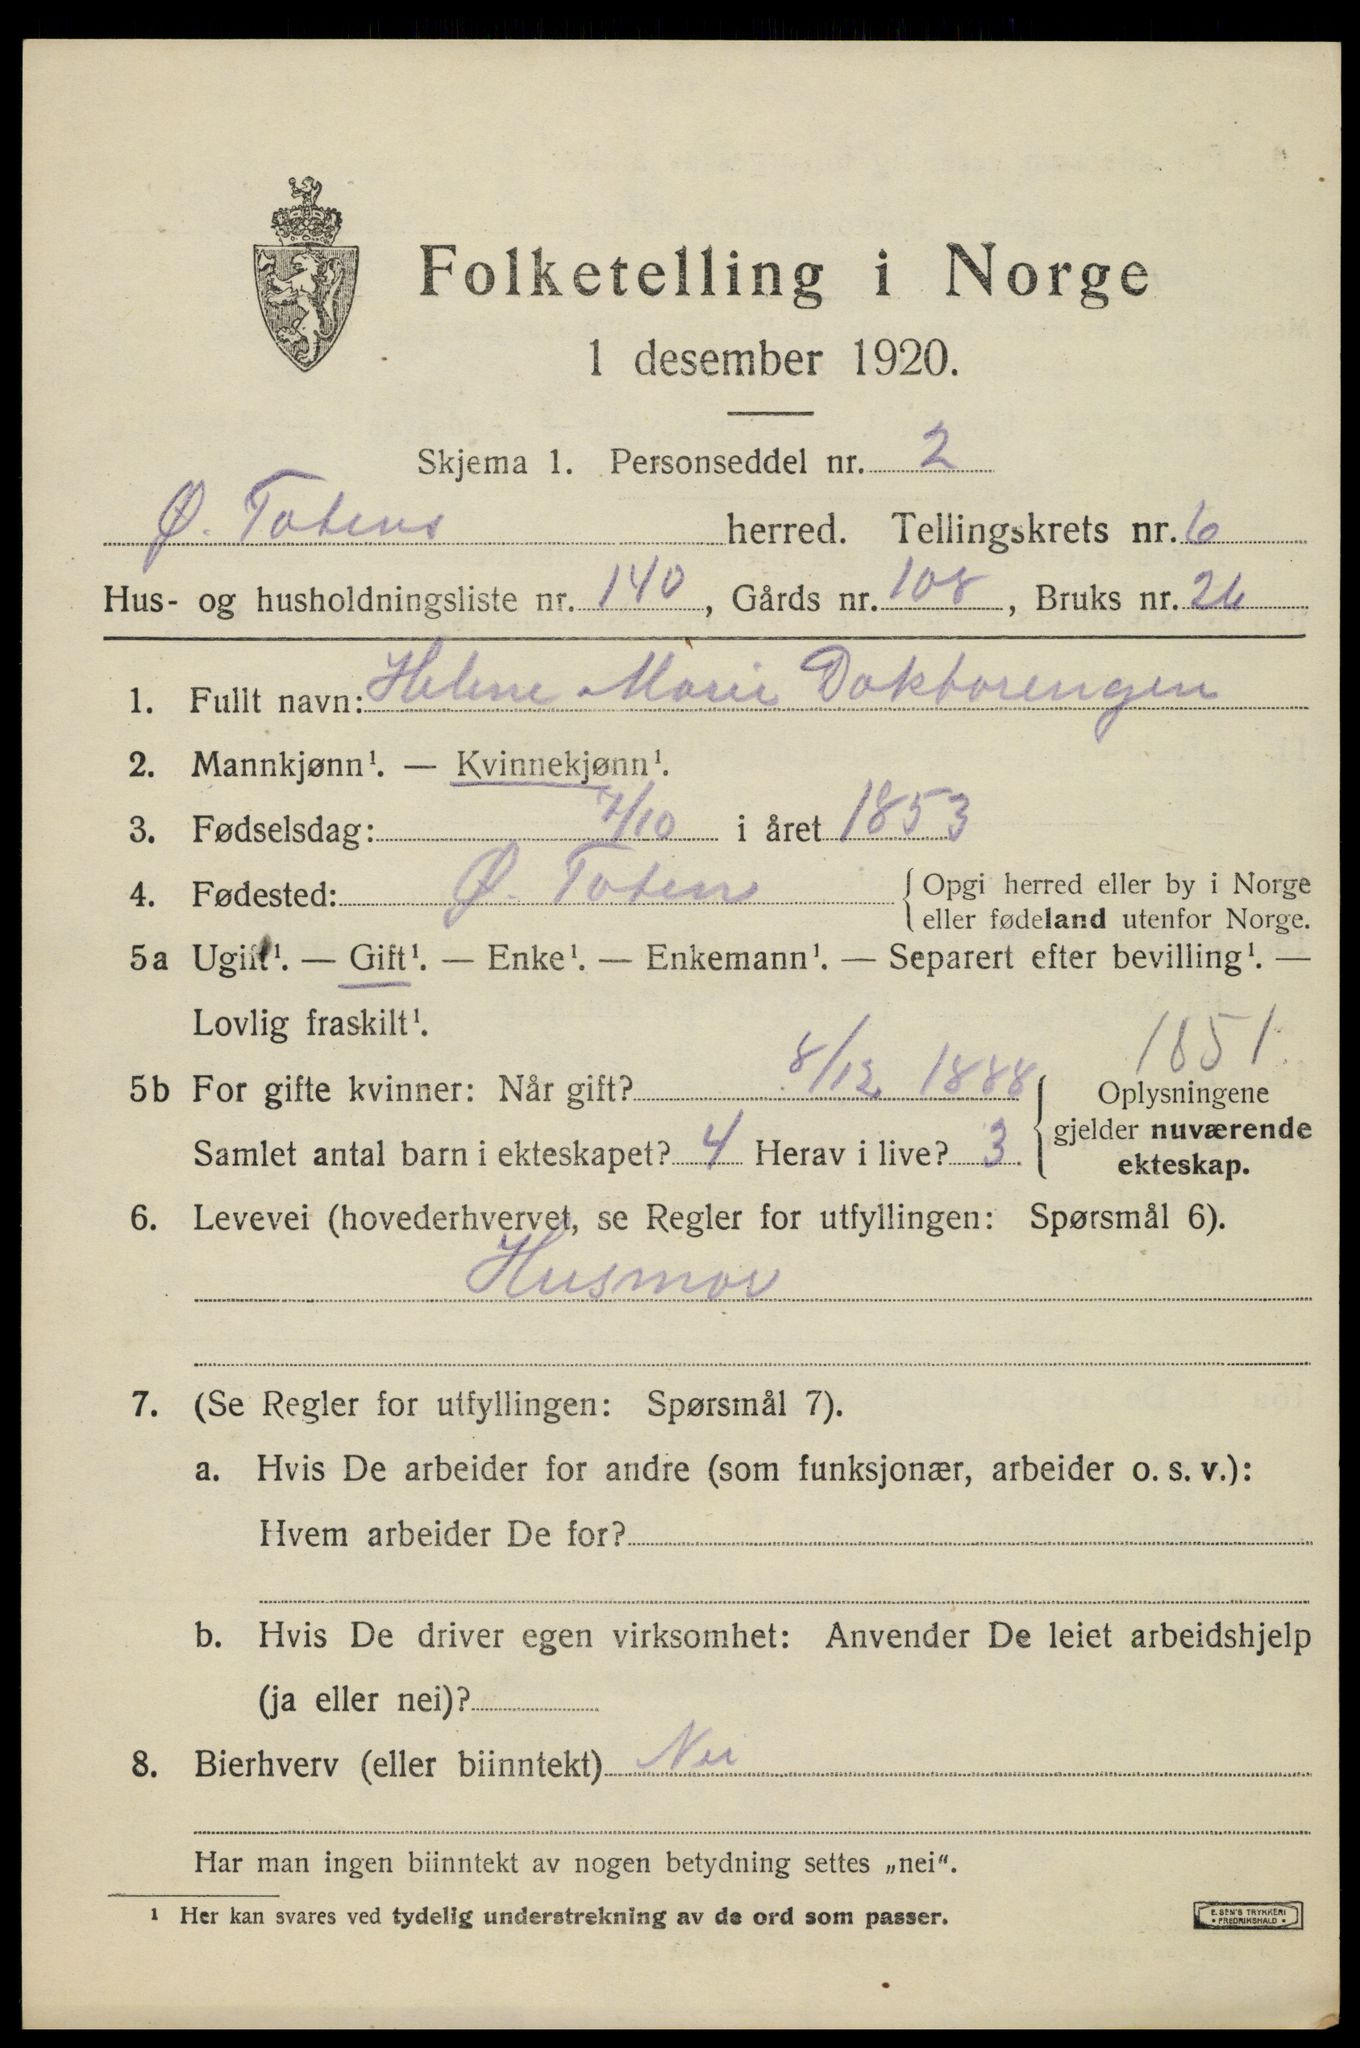 Folketelling i Norge
1 desember 1920.
Skjema 1. Personseddel nr. 2
Ø. Totens herred. Tellingskrets nr. 6
Hus- og husholdningsliste nr. 140, Gårds nr. 108, Bruks nr. 26
1. Fullt navn: Helene Marie Doktorengen
2. Mannkjønn¹. — Kvinnekjønn¹.
3. Fødselsdag: 7/10 i året 1853
4. Fødested: Ø. Toten { Opgi herred eller by i Norge
eller fødeland utenfor Norge.
5a Ugift¹. — Gift¹. — Enke¹. — Enkemann¹. — Separert efter bevilling¹. —
Lovlig fraskilt¹.
1851.
5b For gifte kvinner: Når gift? 8/12 1888 { Oplysningene
gjelder nuværende
Samlet antal barn i ekteskapet? 4 Herav i live? 3. ekteskap.
6. Levevei (hovederhvervet, se Regler for utfyllingen: Spørsmål 6).
Husmor
7. (Se Regler for utfyllingen: Spørsmål 7).
a. Hvis De arbeider for andre (som funksjonær, arbeider o. s. v.):
Hvem arbeider De for?
b. Hvis De driver egen virksomhet: Anvender De leiet arbeidshjelp
(ja eller nei)?
8. Bierhverv (eller biinntekt) Nei
Har man ingen biinntekt av nogen betydning settes „nei“.
¹ Her kan svares ved tydelig understrekning av de ord som passer.
E. SEM'S TRYKKERI
• FREDRIKSHALD •